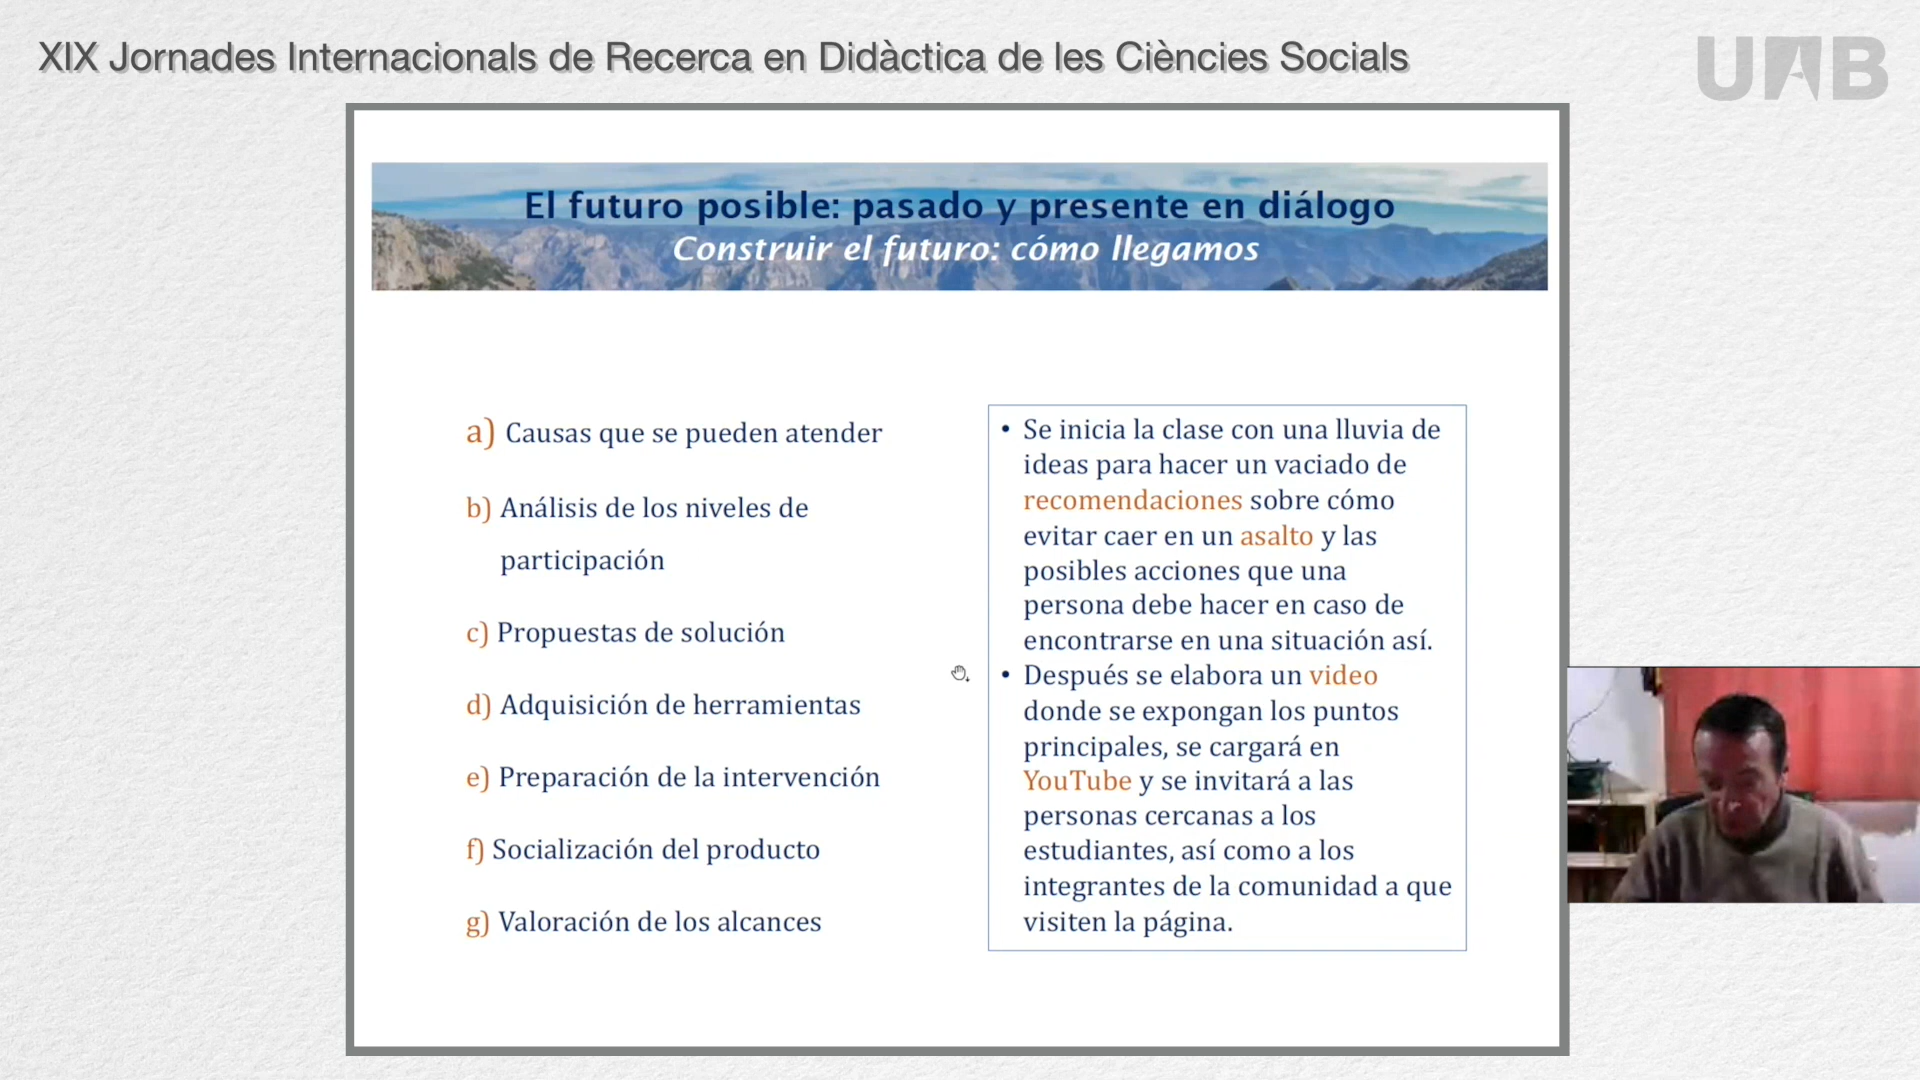 XIX Jornades Internacionals de Recerca en Didàctica de les Ciències Socials
UAB
El futuro posible: pasado y presente en diálogo
Construir el futuro: cómo llegamos
a) Causas que se pueden atender
b) Análisis de los niveles de
participación
c) Propuestas de solución
d) Adquisición de herramientas
e) Preparación de la intervención
f) Socialización del producto
g) Valoración de los alcances
• Se inicia la clase con una lluvia de
ideas para hacer un vaciado de
recomendaciones sobre cómo
evitar caer en un asalto y las
posibles acciones que una
persona debe hacer en caso de
encontrarse en una situación así.
• Después se elabora un video
donde se expongan los puntos
principales, se cargará en
YouTube y se invitará a las
personas cercanas a los
estudiantes, así como a los
integrantes de la comunidad a que
visiten la página.